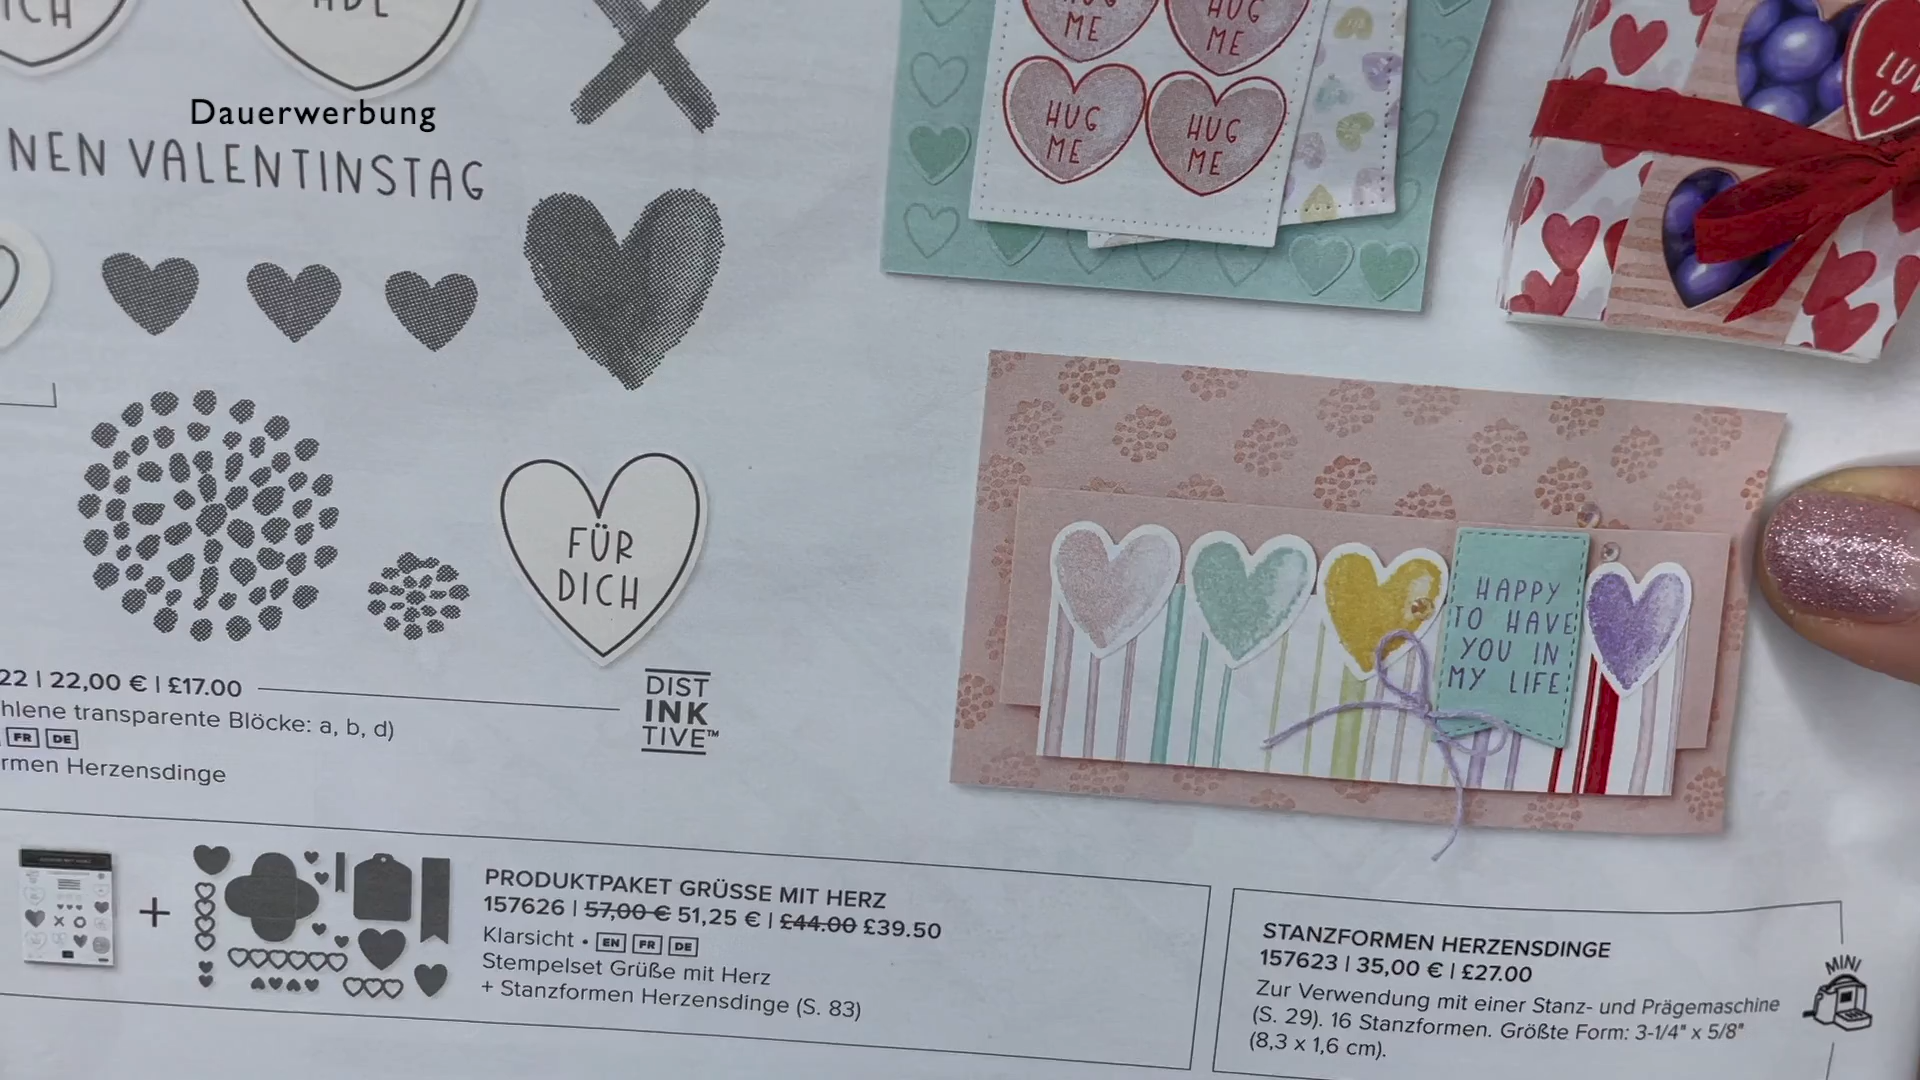 ICH
Dauerwerbung
NEN VALENTINSTAG
FÜR
DICH
22 | 22,00 € | £17.00
hlene transparente Blöcke: a, b, d)
FR DE
rmen Herzensdinge
DIST
INK
TIVE™
HUG
ME
HUG
ME
HUG
ME
HUG
ME
U
HAPPY
TO HAVE
YOU IN
MY LIFE
+
PRODUKTPAKET GRÜSSE MIT HERZ
157626 | 57,00 € 51,25 € | £44.00 £39.50
Klarsicht • EN FR DE
Stempelset Grüße mit Herz
+ Stanzformen Herzensdinge (S. 83)
STANZFORMEN HERZENSDINGE
157623 | 35,00 € | £27.00
Zur Verwendung mit einer Stanz- und Prägemaschine
(S. 29). 16 Stanzformen. Größte Form: 3-1/4" x 5/8"
(8,3 x 1,6 cm).
MINI